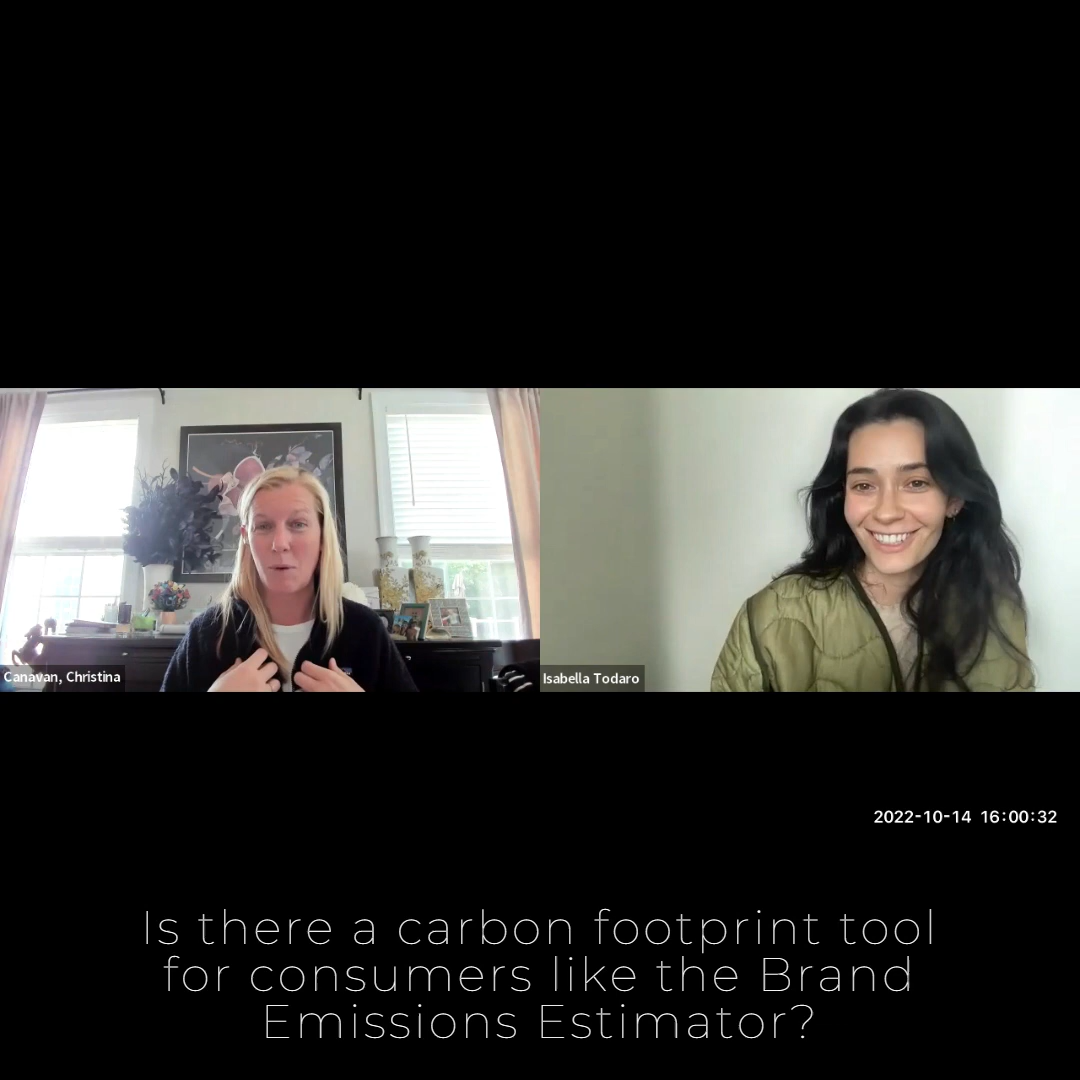 Canavan, Christina
Isabella Todaro
2022-10-14 16:00:32
Is there a carbon footprint tool
for consumers like the Brand
Emissions Estimator?